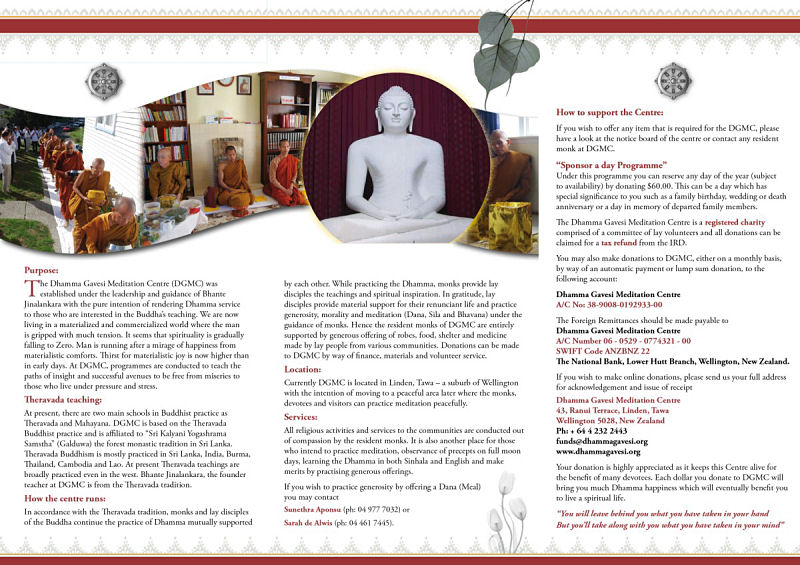 Purpose:
The Dhamma Gavesi Meditation Centre (DGMC) was
established under the leadership and guidance of Bhante
Jinalankara with the pure intention of rendering Dhamma service
to those who are interested in the Buddha's teaching. We are now
living in a materialized and commercialized world where the man
is gripped with much tension. It seems that spirituality is gradually
falling to Zero. Man is running after a mirage of happiness from
materialistic comforts. Thirst for materialistic joy is now higher than
in early days. At DGMC, programmes are conducted to teach the
paths of insight and succesful avenues to be free from miseries to
those who live under pressure and stress.
Theravada teaching:
At present, there are two main schools in Buddhist practice as
Theravada and Mahayana. DGMC is based on the Theravada
Buddhist practice and is affiliated to "Sri Kalyani Yogashrama
Samstha" (Galduwa) the forest monastic tradition in Sri Lanka.
Theravada Buddhism is mostly practiced in Sri Lanka, India, Burma,
Thailand, Cambodia and Lao. At present Theravada teachings are
broadly practiced even in the west. Bhante Jinalankara, the founder
teacher at DGMC is from the Theravada tradition.
How the centre runs:
In accordance with the Theravada tradition, monks and lay disciples
of the Buddha continue the practice of Dhamma mutually supported
by each other. While practicing the Dhamma, monks provide lay
disciples the teachings and spiritual inspiration. In gratitude, lay
disciples provide material support for their renunciant life and practice
generosity, morality and meditation (Dana, Sila and Bhavana) under the
guidance of monks. Hence the resident monks of DGMC are entirely
supported by generous offering of robes, food, shelter and medicine
made by lay people from various communities. Donations can be made
to DGMC by way of finance, materials and volunteer service.
Location:
Currently DGMC is located in Linden, Tawa – a suburb of Wellington
with the intention of moving to a peaceful area later where the monks,
devotees and visitors can practice meditation peacefully.
Services:
All religious activities and services to the communities are conducted out
of compassion by the resident monks. It is also another place for those
who intend to practice meditation, observance of precepts on full moon
days, learning the Dhamma in both Sinhala and English and make
merits by practising generous offerings.
If you wish to practice generosity by offering a Dana (Meal)
you may contact
Sunethra Aponsu (ph: 04 977 7032) or
Sarah de Alwis (ph: 04 461 7445).
How to support the Centre:
If you wish to offer any item that is required for the DGMC, please
have a look at the notice board of the centre or contact any resident
monk at DGMC.
"Sponsor a day Programme"
Under this programme you can reserve any day of the year (subject
to availability) by donating $60.00. This can be a day which has
special significance to you such as a family birthday, wedding or death
anniversary or a day in memory of departed family members.
The Dhamma Gavesi Meditation Centre is a registered charity
comprised of a committee of lay volunteers and all donations can be
claimed for a tax refund from the IRD.
You may also make donations to DGMC, either on a monthly basis,
by way of an automatic payment or lump sum donation, to the
following account:
Dhamma Gavesi Meditation Centre
A/C No: 38-9008-0192933-00
The Foreign Remittances should be made payable to
Dhamma Gavesi Meditation Centre
A/C Number 06 - 0529 - 0774321 - 00
SWIFT Code ANZBNZ 22
The National Bank, Lower Hutt Branch, Wellington, New Zealand.
If you wish to make online donations, please send us your full address
for acknowledgement and issue of receipt
Dhamma Gavesi Meditation Centre
43, Ranui Terrace, Linden, Tawa
Wellington 5028, New Zealand
Ph: + 64 4 232 2443
funds@dhammagavesi.org
www.dhammagavesi.org
Your donation is highly appreciated as it keeps this Centre alive for
the benefit of many devotees. Each dollar you donate to DGMC will
bring you much Dhamma happiness which will eventually benefit you
to live a spiritual life.
"You will leave behind you what you have taken in your hand
But you'll take along with you what you have taken in your mind"